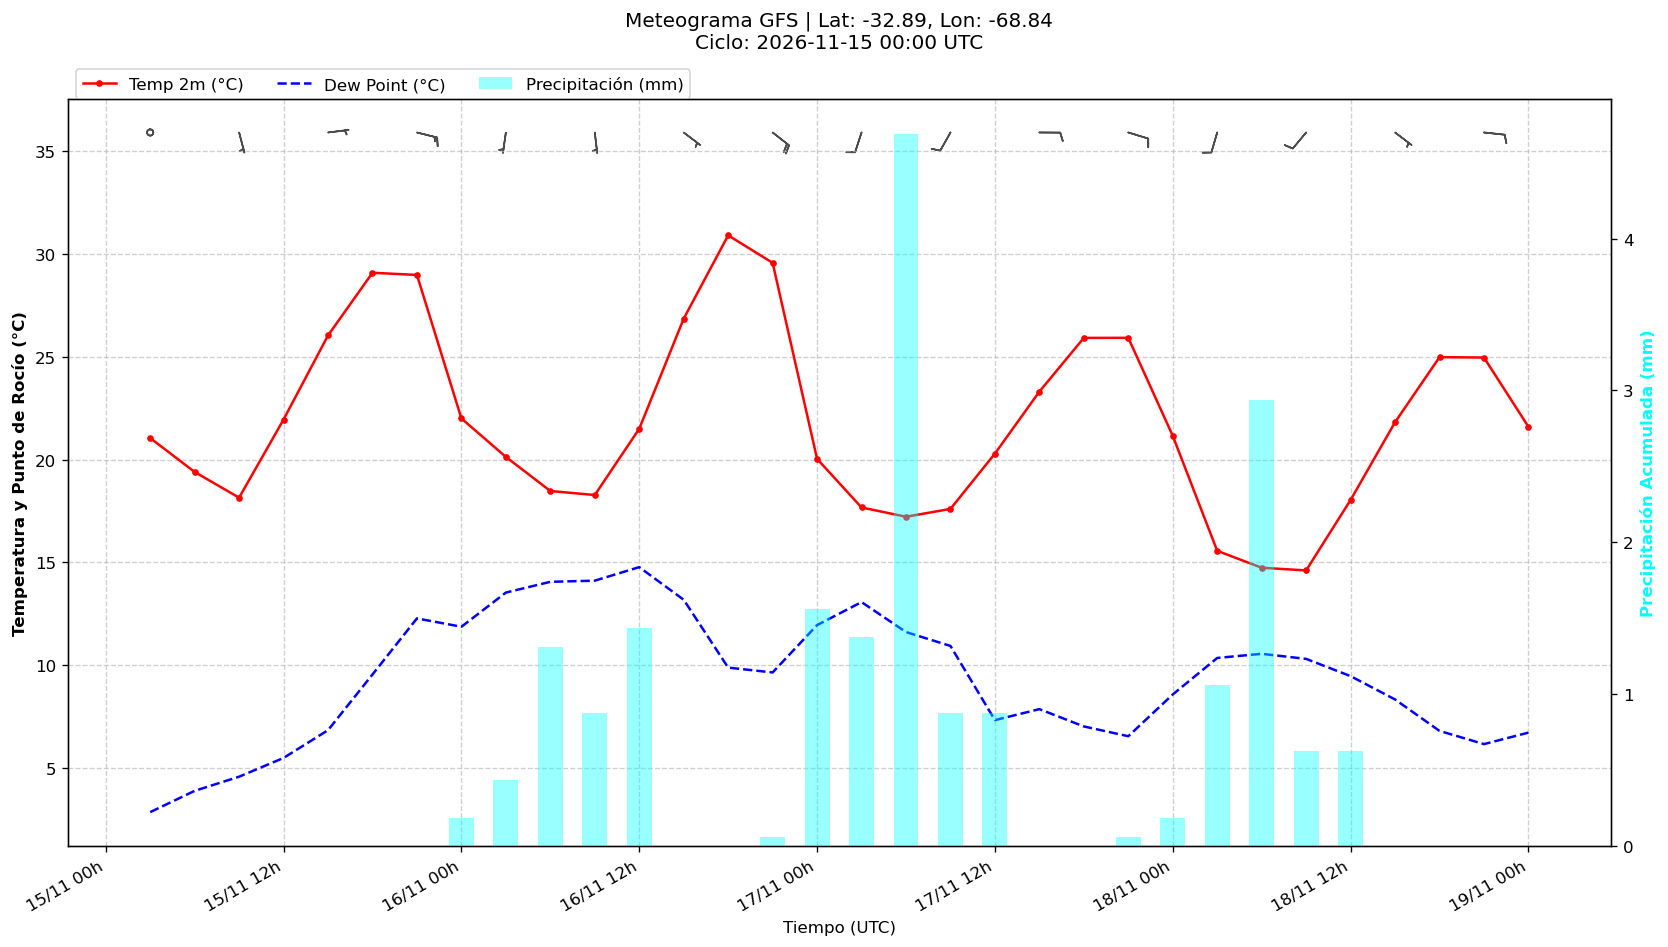 Meteograma GFS | Lat: -32.89, Lon: -68.84
Ciclo: 2026-11-15 00:00 UTC
Temp 2m (°C)
Dew Point (°C)
Precipitación (mm)
Temperatura y Punto de Rocío (°C)
35
30
25
20
15
10
5
4
3
2
1
0
Precipitación Acumulada (mm)
15/11 00h
15/11 12h
16/11 00h
16/11 12h
17/11 00h
17/11 12h
18/11 00h
18/11 12h
19/11 00h
Tiempo (UTC)